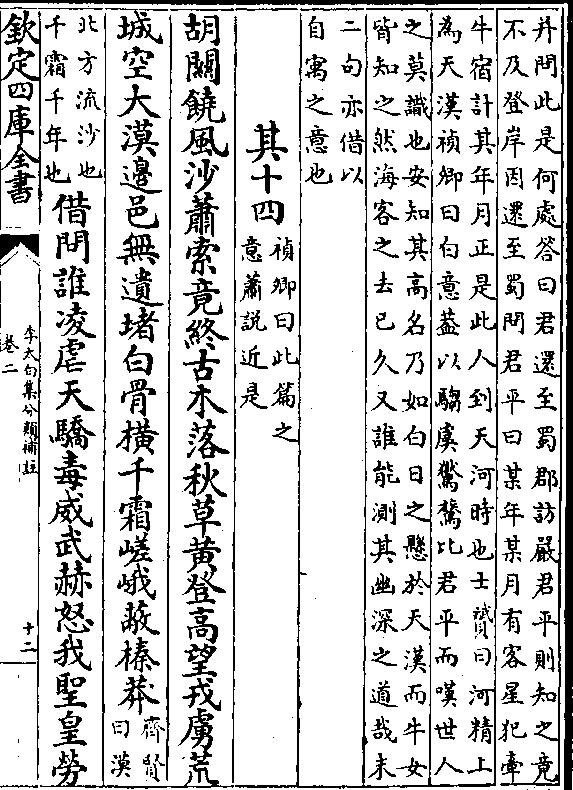 并問此是何處荅曰君還至蜀郡訪嚴君平則知之竟
不及登岸因還至蜀問君平曰某年某月有客星犯牽
牛宿計其年月正是此人到天河時也士贇曰河精上
為天漢禎卿曰白意葢以騶虞鸑鷟比君平而嘆世人
之莫識也安知其高名乃如白日之懸於天漢而牛女
皆知之然海客之去已久又誰能測其幽深之道哉末
二句亦借以
自寓之意也
其十四
禎卿曰此篇之
意蕭説近是
胡關饒風沙蕭索竟終古木落秋草黄登高望戎虜荒
城空大漠邊邑無遺堵白骨横千霜嵯峨蔽榛莽
齊賢
曰漠
北方流沙也
千霜千年也
借問誰凌虐天驕毒威武赫怒我聖皇勞
欽定四庫全書
李太白集分類補註
卷二
十二